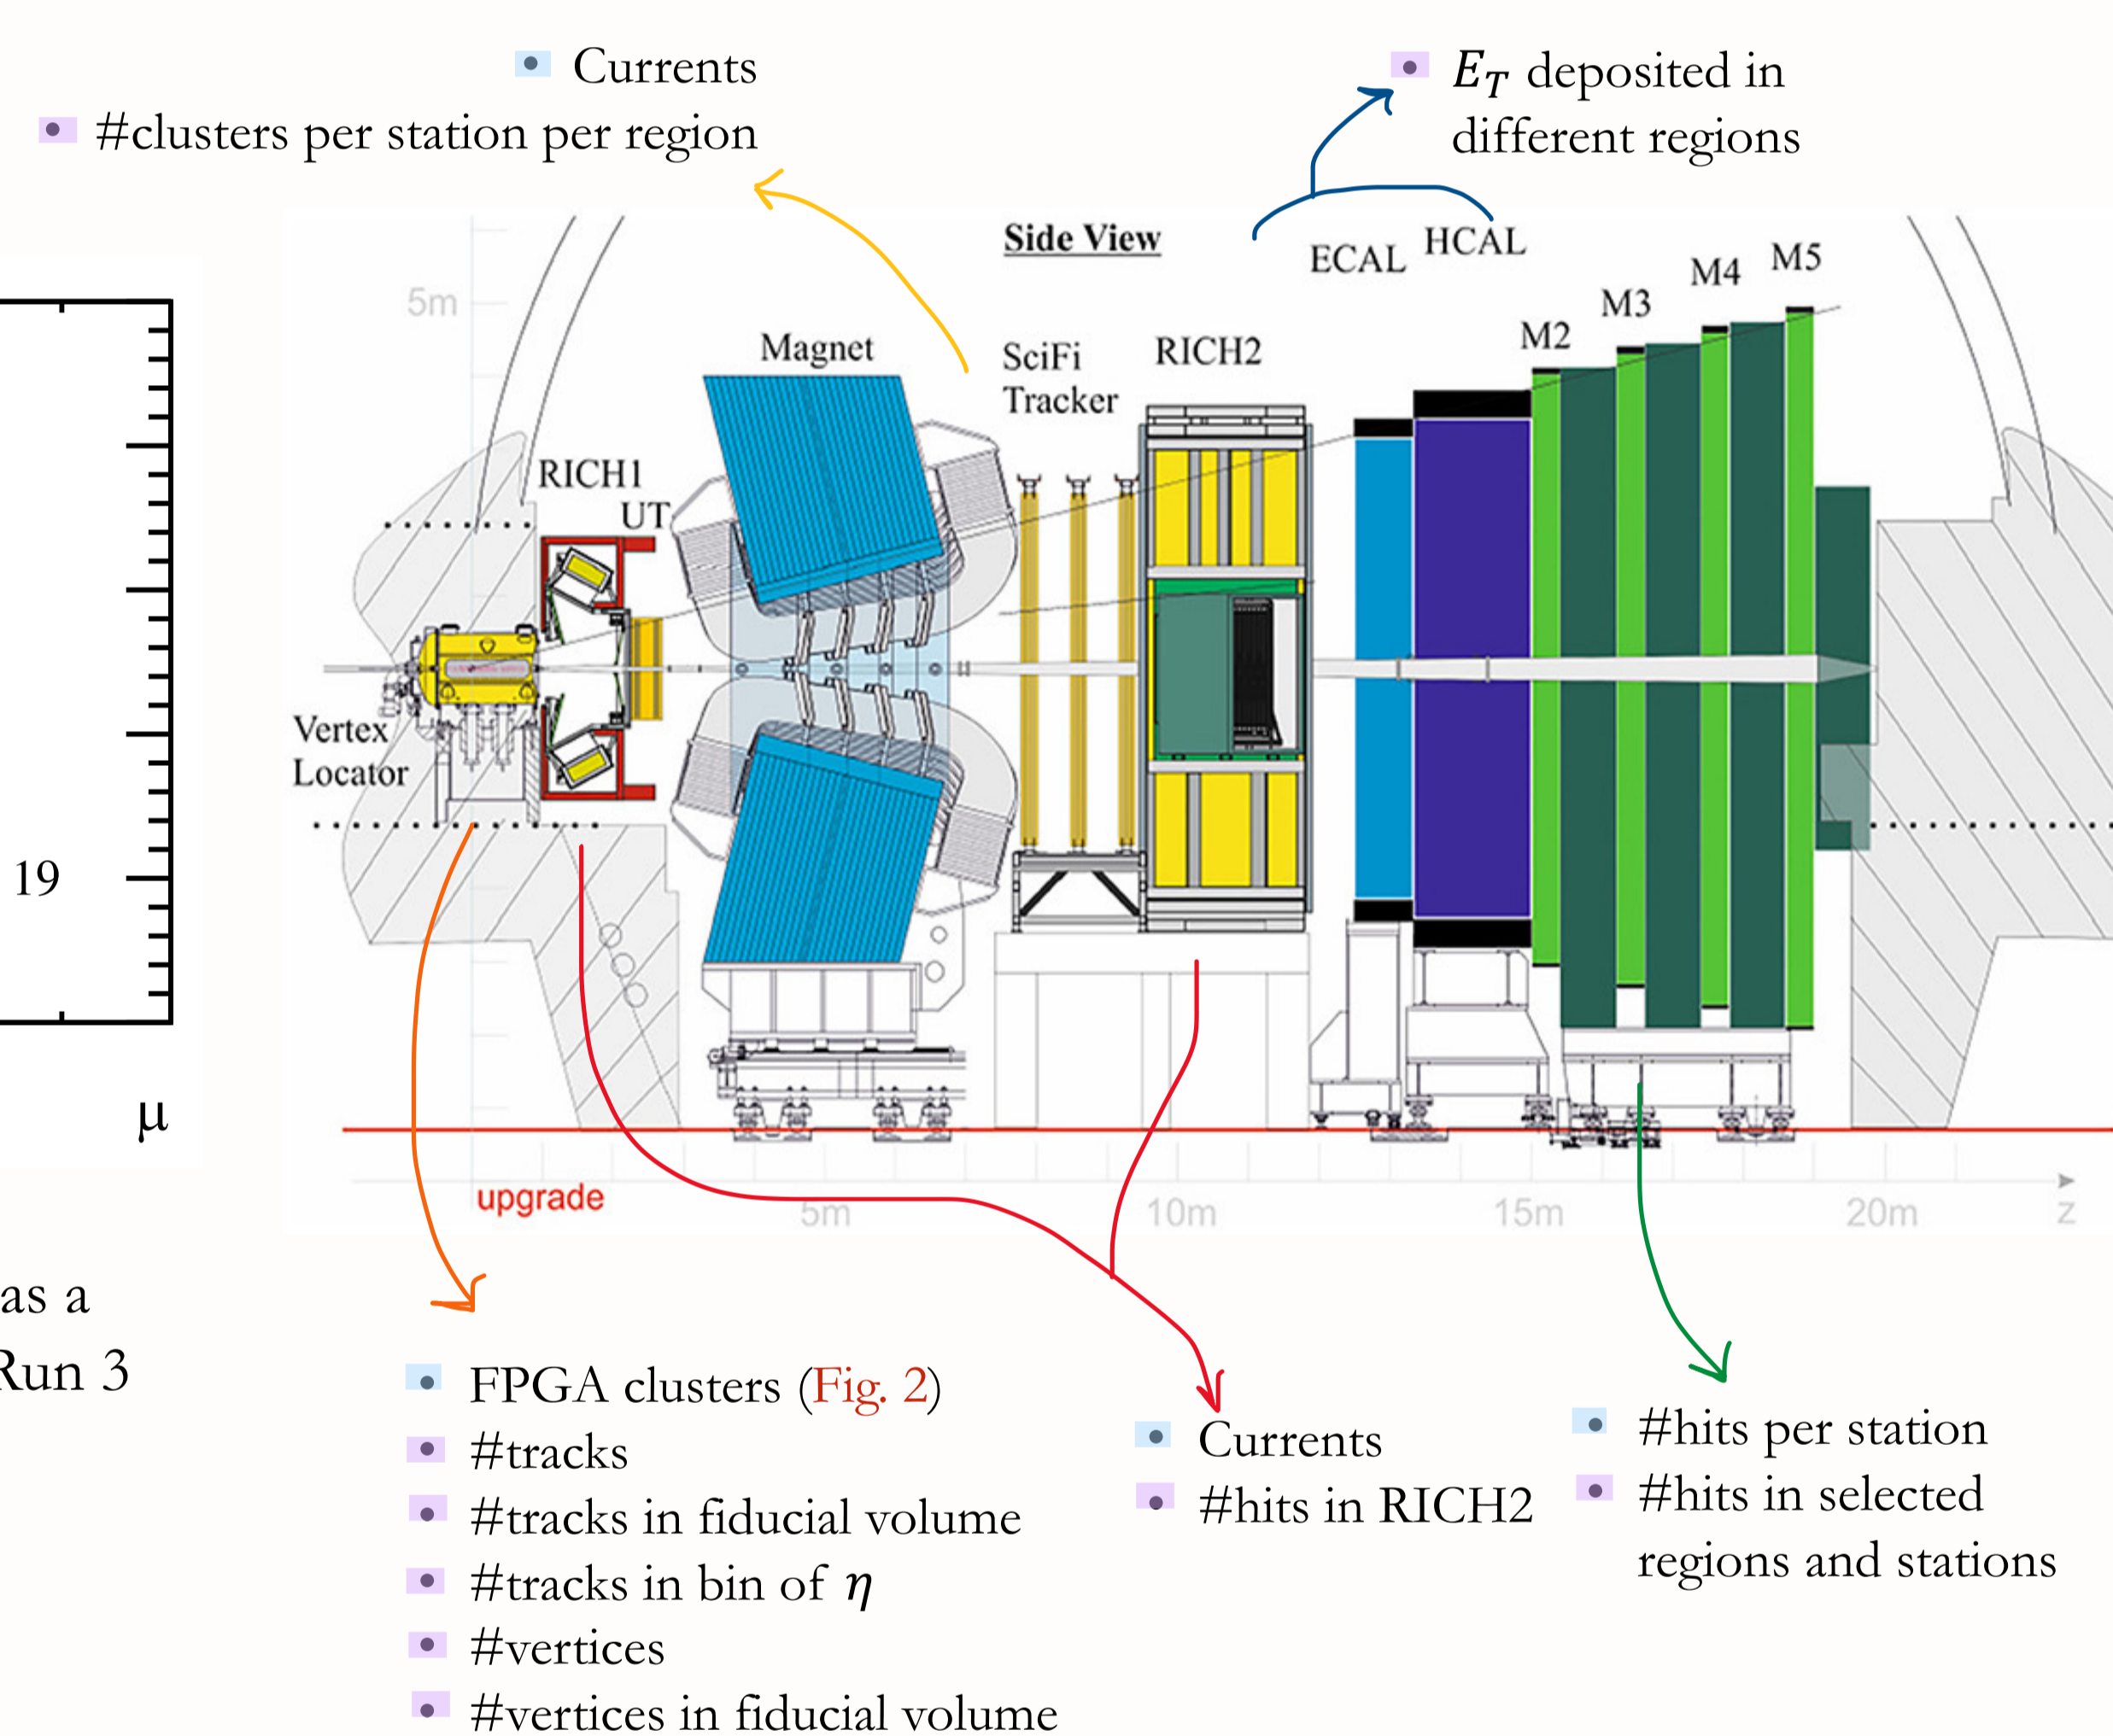 Currents
#clusters per station per region
E_T deposited in
different regions
Side View
ECAL
HCAL
M2
M3
M4
M5
5m
Magnet
SciFi
Tracker
RICH2
RICH1
UT
Vertex
Locator
19
μ
upgrade
5m
10m
15m
20m
z
as a
Run 3
FPGA clusters (Fig. 2)
#tracks
#tracks in fiducial volume
#tracks in bin of η
#vertices
#vertices in fiducial volume
Currents
#hits in RICH2
#hits per station
#hits in selected
regions and stations